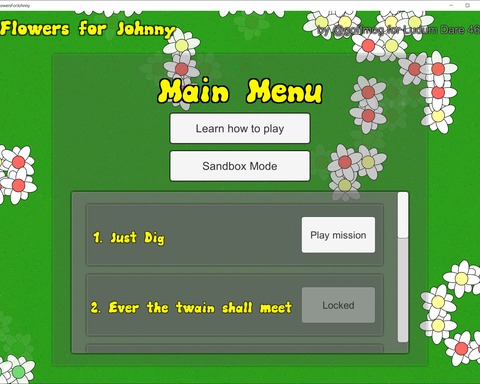 FlowersForJohnny
Flowers for Johnny
for Ludum Dare 46
Main Menu
Learn how to play
Sandbox Mode
1. Just Dig
Play mission
2. Ever the twain shall meet
Locked